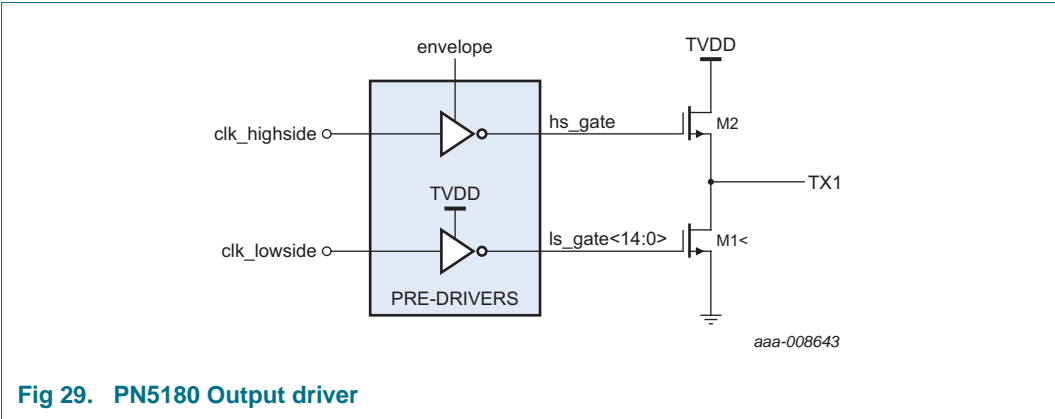 envelope
TVDD
clk_highside
hs_gate
M2
TX1
TVDD
clk_lowside
ls_gate<14:0>
M1<
PRE-DRIVERS
aaa-008643
Fig 29. PN5180 Output driver